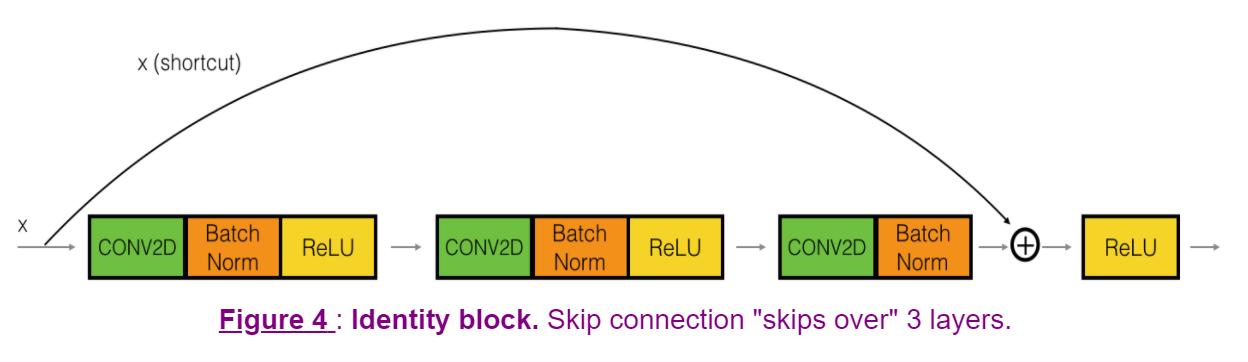 x (shortcut)
x
CONV2D
Batch
Norm
ReLU
CONV2D
Batch
Norm
ReLU
CONV2D
Batch
Norm
ReLU
Figure 4 : Identity block. Skip connection "skips over" 3 layers.